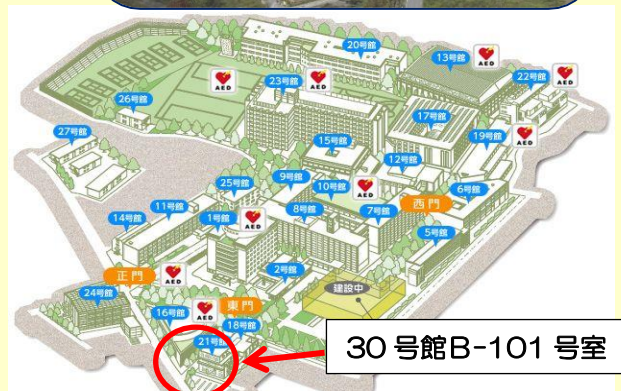 20号館
13号館
AED
22号館
AED
AED
23号館
AED
26号館
17号館
19号館
AED
27号館
15号館
12号館
25号館
9号館
10号館
AED
6号館
西門
11号館
14号館
1号館
AED
8号館
7号館
5号館
2号館
正門
AED
建設中
24号館
16号館
AED
東門
18号館
21号館
30号館B-101号室